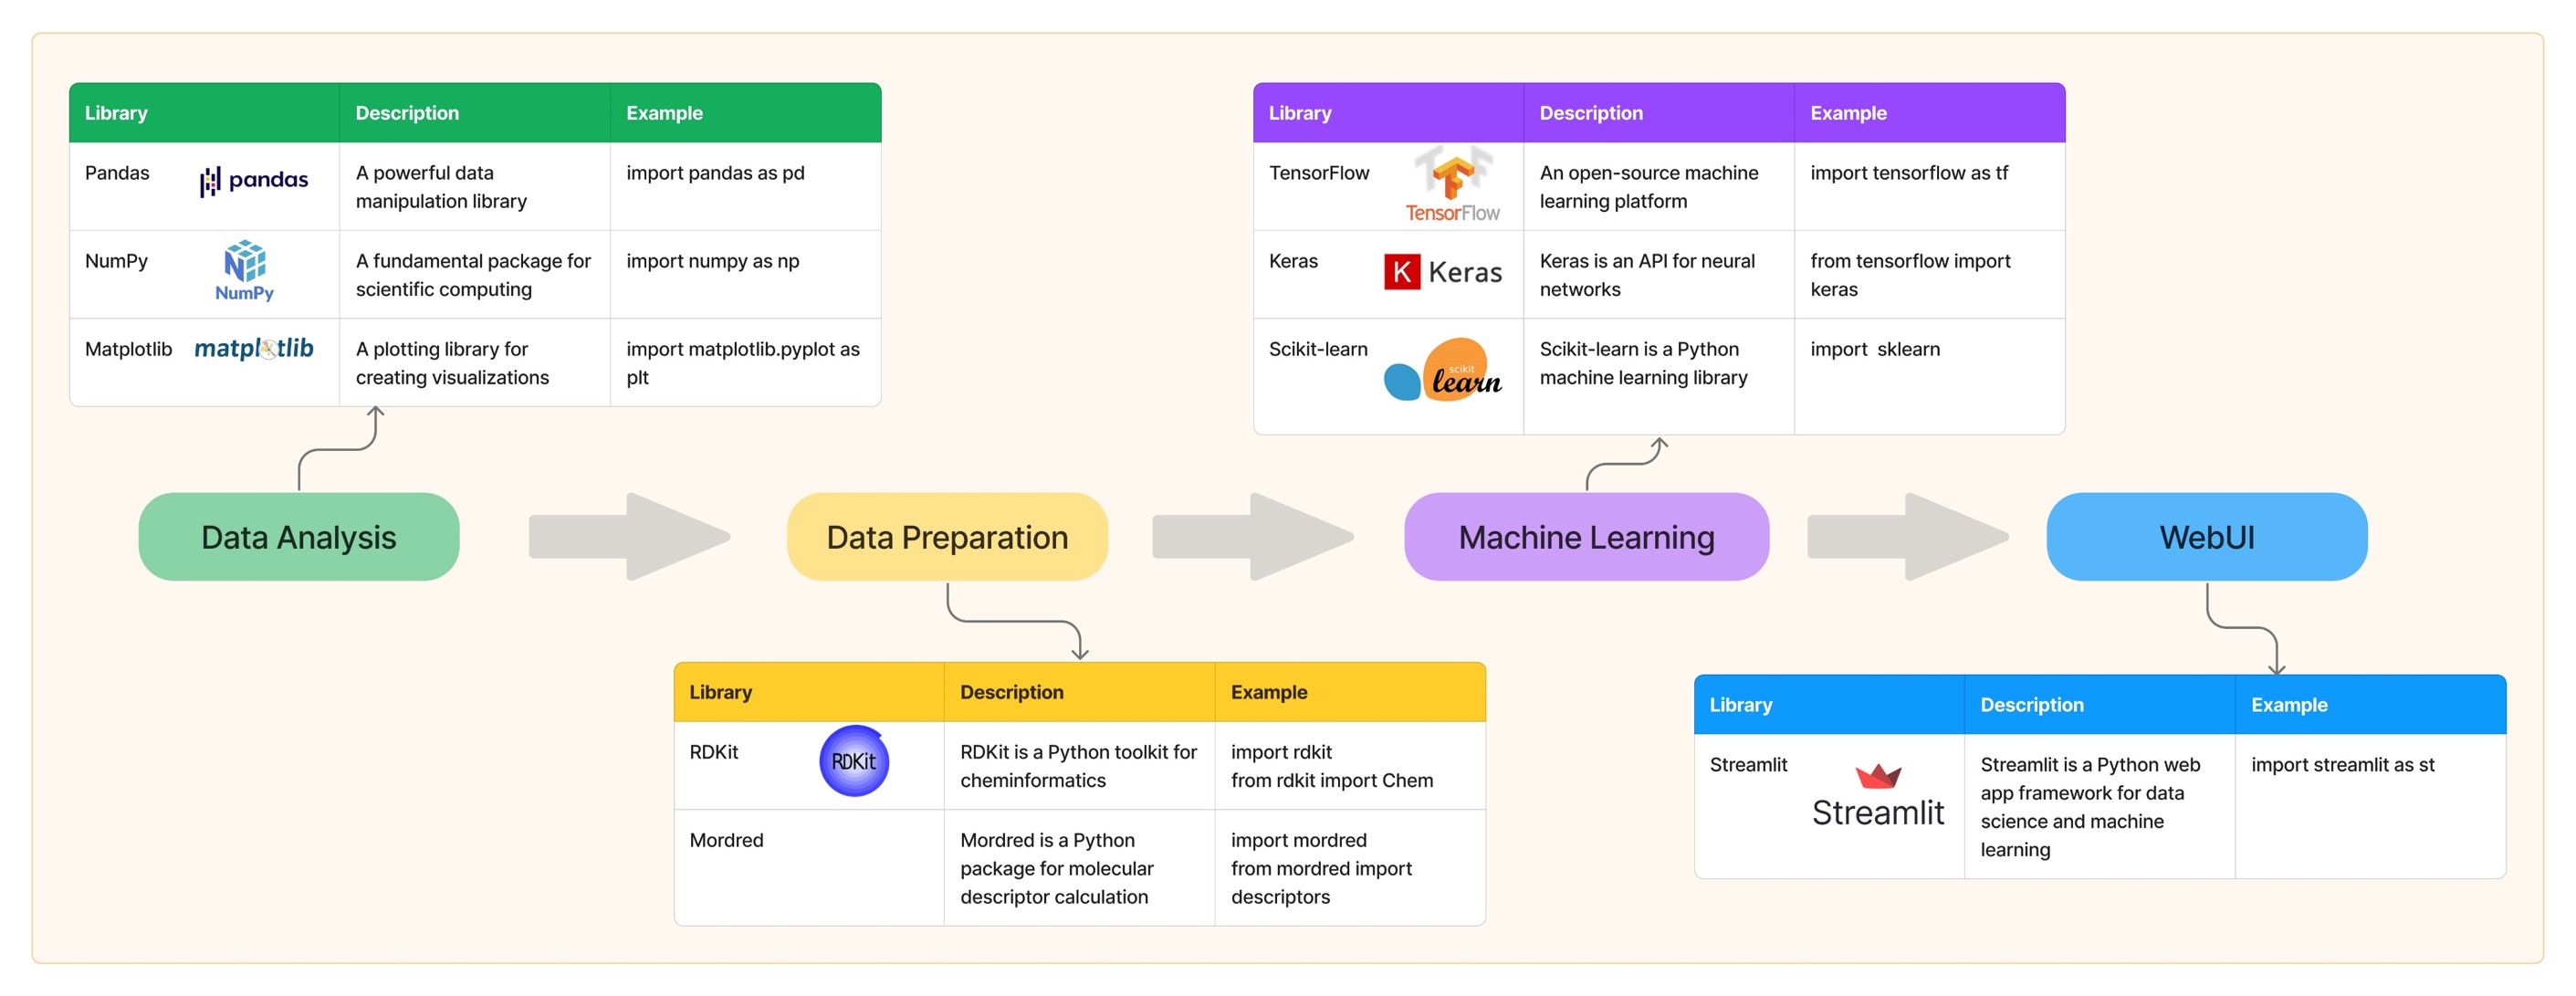 Library Description Example
Pandas pandas A powerful data import pandas as pd
manipulation library
NumPy NumPy A fundamental package for import numpy as np
scientific computing
Matplotlib matplotlib A plotting library for import matplotlib.pyplot as
creating visualizations plt
Library Description Example
TensorFlow TensorFlow An open-source machine import tensorflow as tf
learning platform
Keras K Keras Keras is an API for neural from tensorflow import
networks keras
Scikit-learn scikit learn Scikit-learn is a Python import sklearn
machine learning library
Data Analysis
Data Preparation
Machine Learning
WebUI
Library Description Example
RDKit RDKit RDKit is a Python toolkit for import rdkit
cheminformatics from rdkit import Chem
Mordred Mordred is a Python import mordred
package for molecular from mordred import
descriptor calculation descriptors
Library Description Example
Streamlit Streamlit Streamlit is a Python web import streamlit as st
app framework for data
science and machine
learning